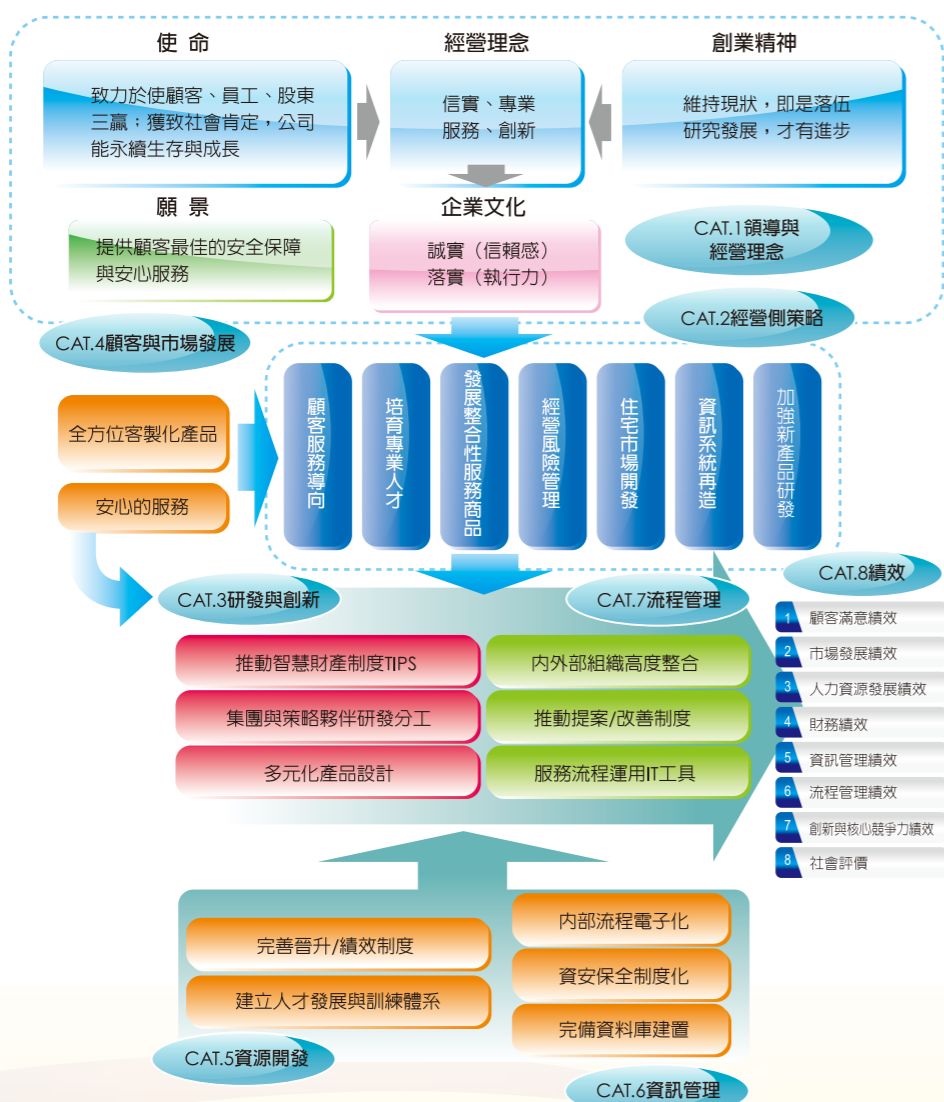 使 命
致力於使顧客、員工、股東
三贏；獲致社會肯定，公司
能永續生存與成長
經營理念
信實、專業
服務、創新
創業精神
維持現狀，即是落伍
研究發展，才有進步
願 景
提供顧客最佳的安全保障
與安心服務
企業文化
誠實（信賴感）
落實（執行力）
CAT.1領導與
經營理念
CAT.2經營側策略
CAT.4顧客與市場發展
全方位客製化產品
安心的服務
顧客服務導向
培育專業人才
發展整合性服務商品
經營風險管理
住宅市場開發
資訊系統再造
加強新產品研發
CAT.3研發與創新
推動智慧財產制度TIPS
集團與策略夥伴研發分工
多元化產品設計
CAT.7流程管理
內外部組織高度整合
推動提案/改善制度
服務流程運用IT工具
CAT.8績效
1 顧客滿意績效
2 市場發展績效
3 人力資源發展績效
4 財務績效
5 資訊管理績效
6 流程管理績效
7 創新與核心競爭力績效
8 社會評價
完善晉升/績效制度
建立人才發展與訓練體系
CAT.5資源開發
內部流程電子化
資安保全制度化
完備資料庫建置
CAT.6資訊管理